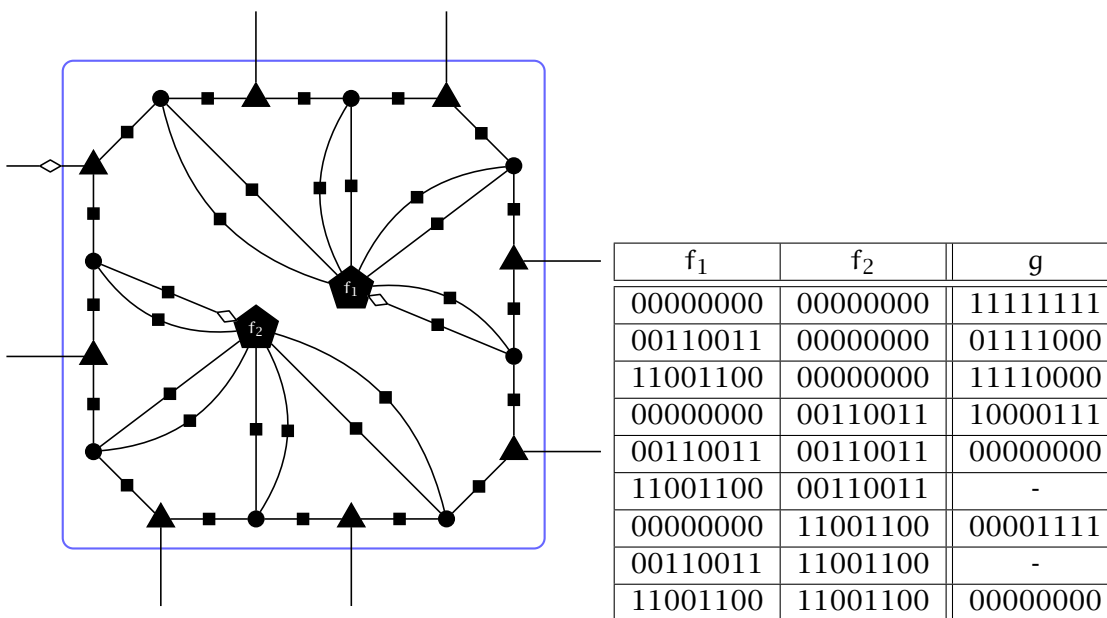 f₁
f₂
f₁ f₂ g
00000000 00000000 11111111
00110011 00000000 01111000
11001100 00000000 11110000
00000000 00110011 10000111
00110011 00110011 00000000
11001100 00110011 -
00000000 11001100 00001111
00110011 11001100 -
11001100 11001100 00000000